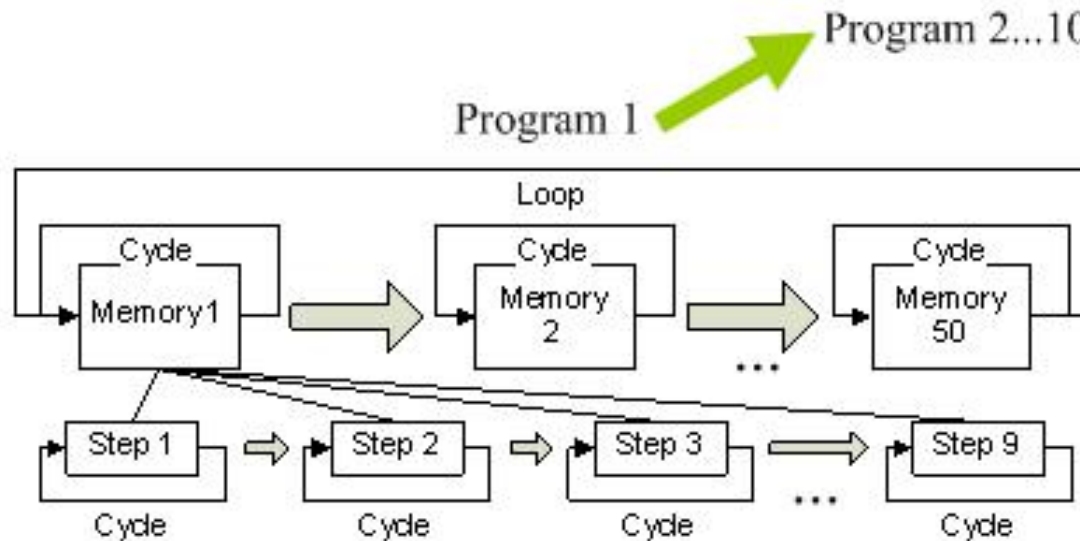 Program 2...10
Program 1
Loop
Cycle
Cycle
Cycle
Memory1
Memory
2
Memory
50
...
Step 1
Step 2
Step 3
Step 9
...
Cycle
Cycle
Cycle
Cycle